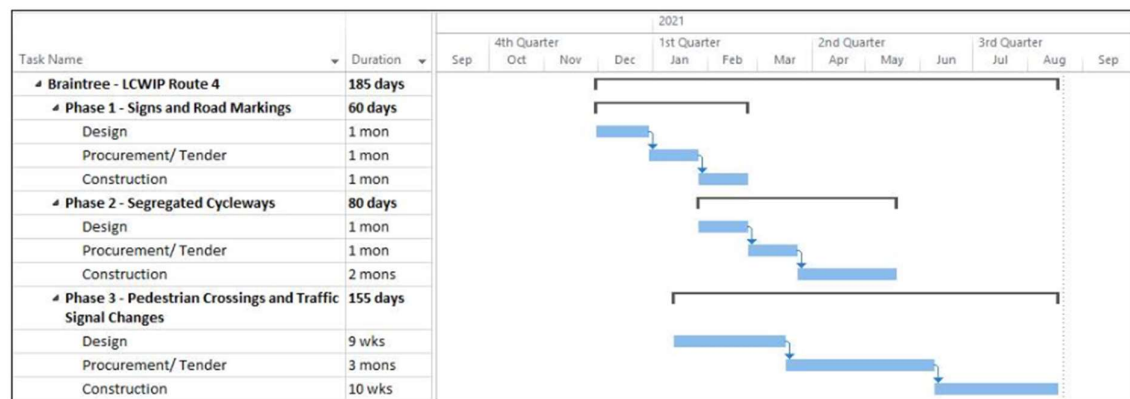 2021
4th Quarter 1st Quarter 2nd Quarter 3rd Quarter
Task Name Duration Sep Oct Nov Dec Jan Feb Mar Apr May Jun Jul Aug Sep
Braintree - LCWIP Route 4 185 days
Phase 1 - Signs and Road Markings 60 days
Design 1 mon
Procurement/ Tender 1 mon
Construction 1 mon
Phase 2 - Segregated Cycleways 80 days
Design 1 mon
Procurement/ Tender 1 mon
Construction 2 mons
Phase 3 - Pedestrian Crossings and Traffic 155 days
Signal Changes
Design 9 wks
Procurement/ Tender 3 mons
Construction 10 wks